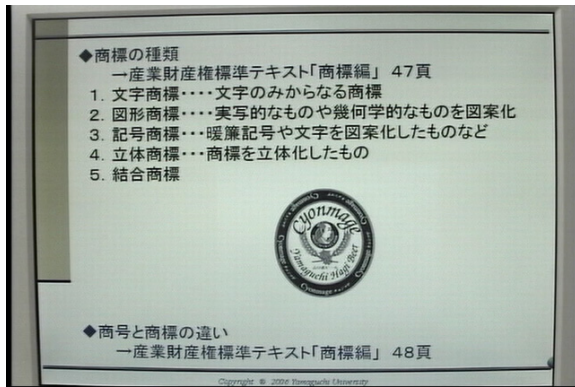 ◆商標の種類
→産業財産権標準テキスト「商標編」 47頁
1. 文字商標････文字のみからなる商標
2. 図形商標････実写的なものや幾何学的なものを図案化
3. 記号商標･･･暖簾記号や文字を図案化したものなど
4. 立体商標･･･商標を立体化したもの
5. 結合商標
Cyonmage
Yamaguchi Hagi Beer
Cyonmage
◆商号と商標の違い
→産業財産権標準テキスト「商標編」 48頁
Copyright © 2006 Yamaguchi University